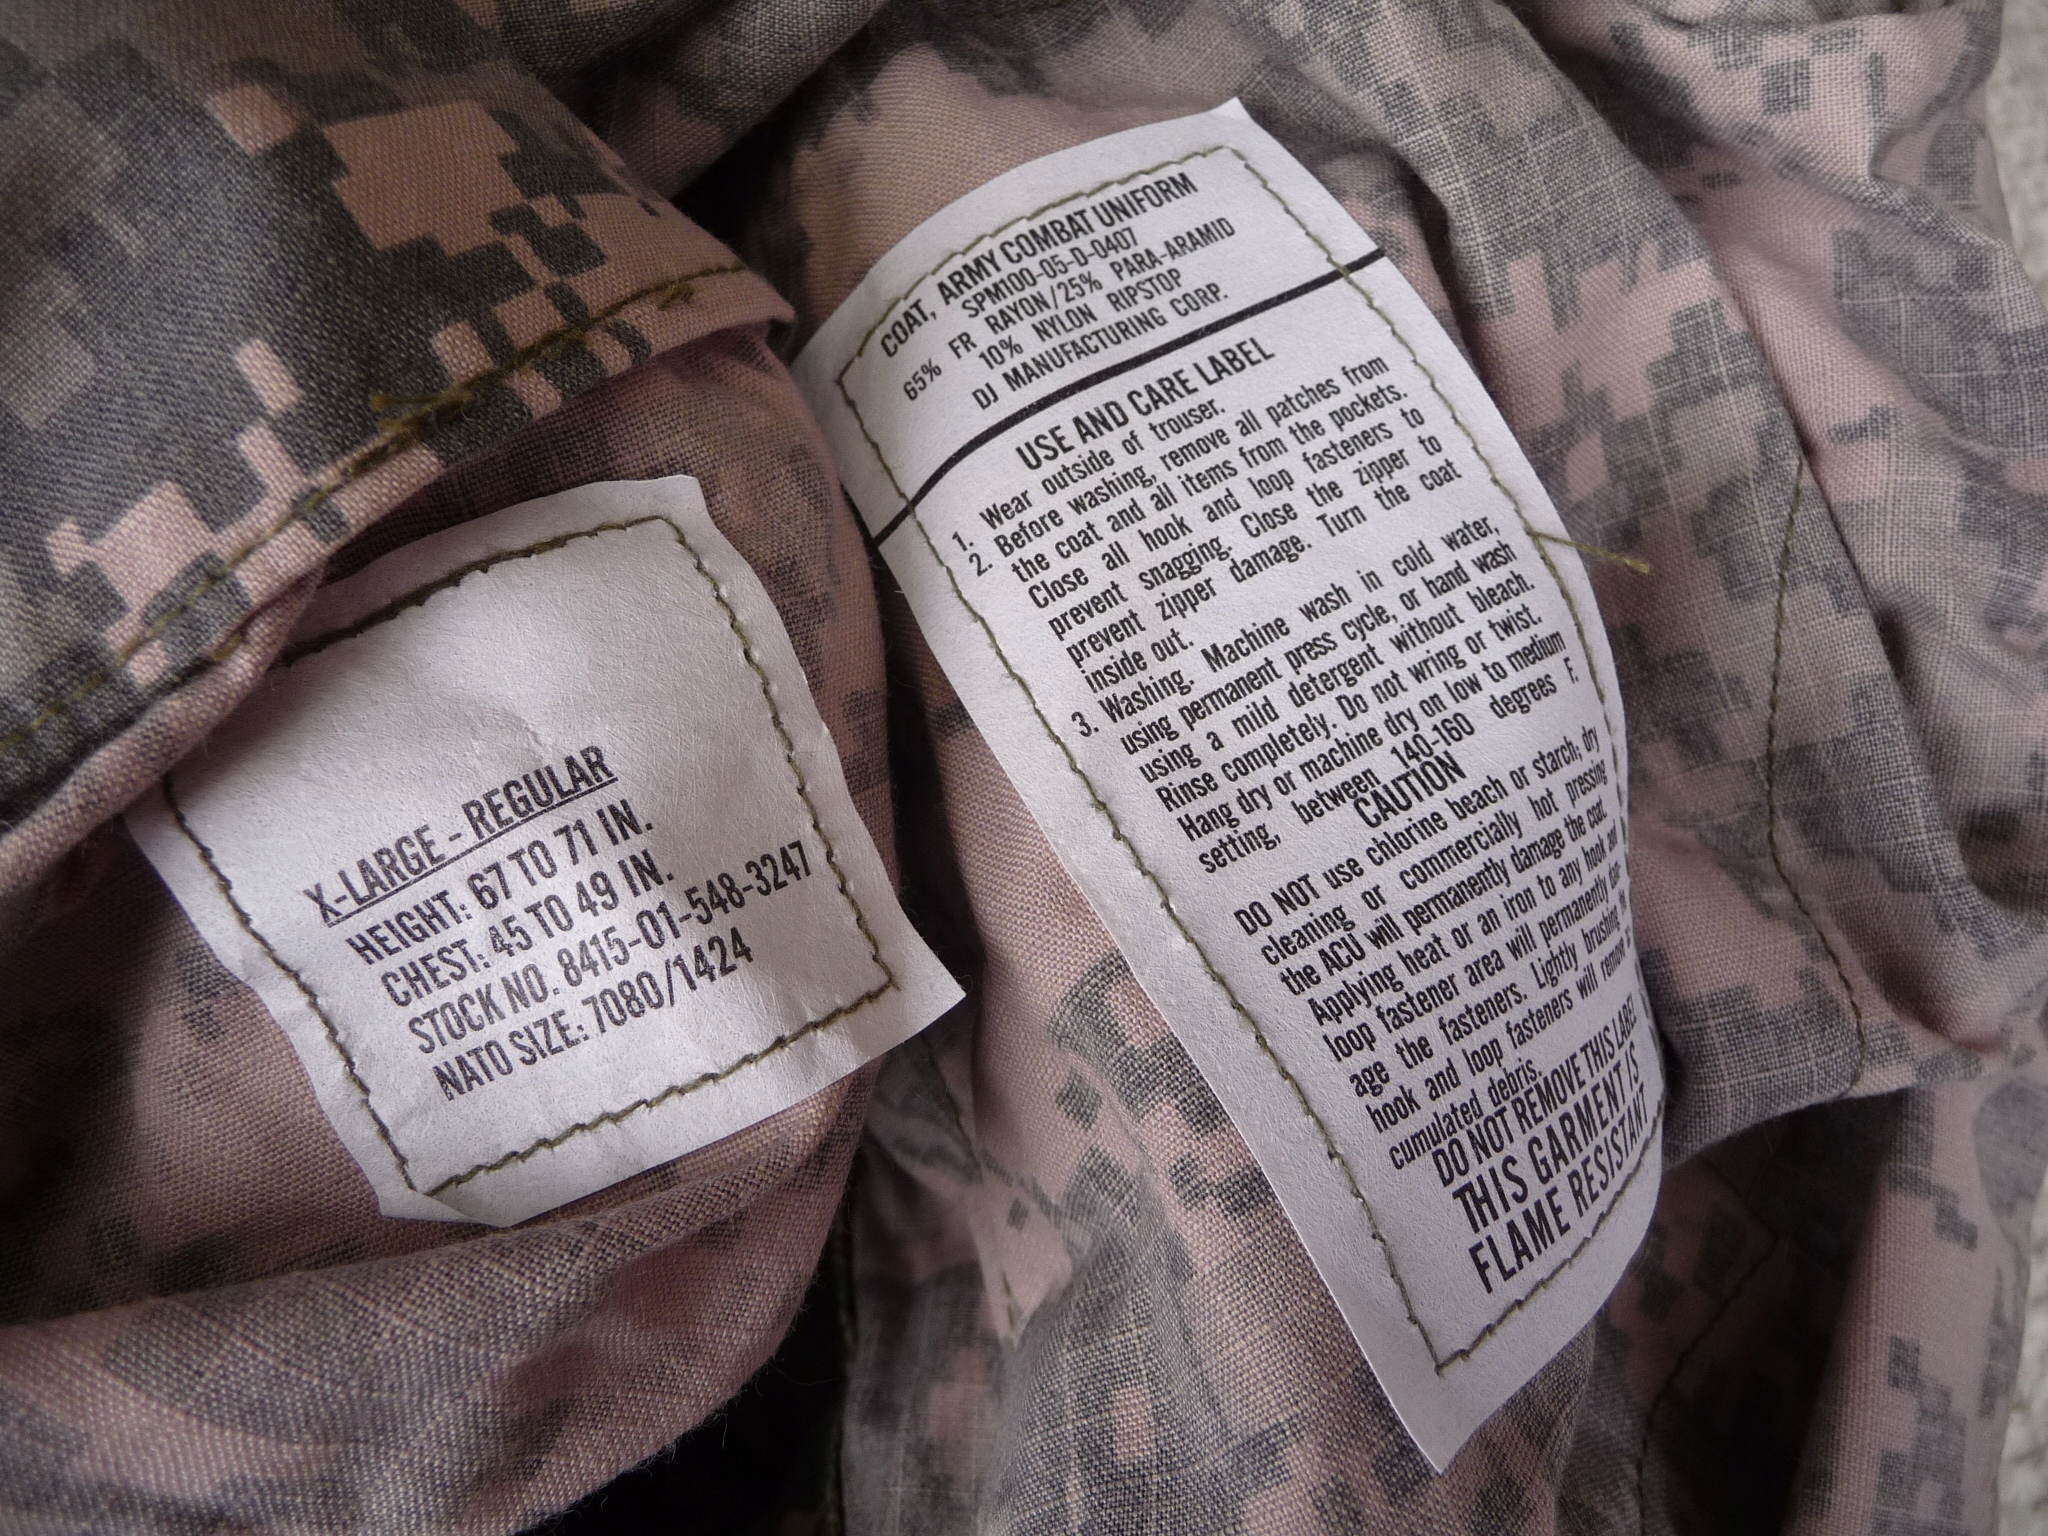 X-LARGE - REGULAR
HEIGHT: 67 TO 71 IN.
CHEST: 45 TO 49 IN.
STOCK NO. 8415-01-548-3247
NATO SIZE: 7080/1424
COAT, ARMY COMBAT UNIFORM
SPM100-05-D-0407
65% FR RAYON/25% PARA-ARAMID
10% NYLON RIPSTOP
DJ MANUFACTURING CORP.
USE AND CARE LABEL
1. Wear outside of trouser.
2. Before washing, remove all patches from
the coat and all items from the pockets.
Close all hook and loop fasteners to
prevent snagging. Close the zipper to
prevent zipper damage. Turn the coat
inside out.
3. Washing. Machine wash in cold water,
using permanent press cycle, or hand wash
using a mild detergent without bleach.
Rinse completely. Do not wring or twist.
Hang dry or machine dry on low to medium
setting, between 140-160 degrees F.
CAUTION
DO NOT use chlorine beach or starch; dry
cleaning or commercially hot pressing
the ACU will permanently damage the coat.
Applying heat or an iron to any hook and
loop fastener area will permanently dam-
age the fasteners. Lightly brushing the
hook and loop fasteners will remove
cumulated debris.
DO NOT REMOVE THIS LABEL
THIS GARMENT IS
FLAME RESISTANT